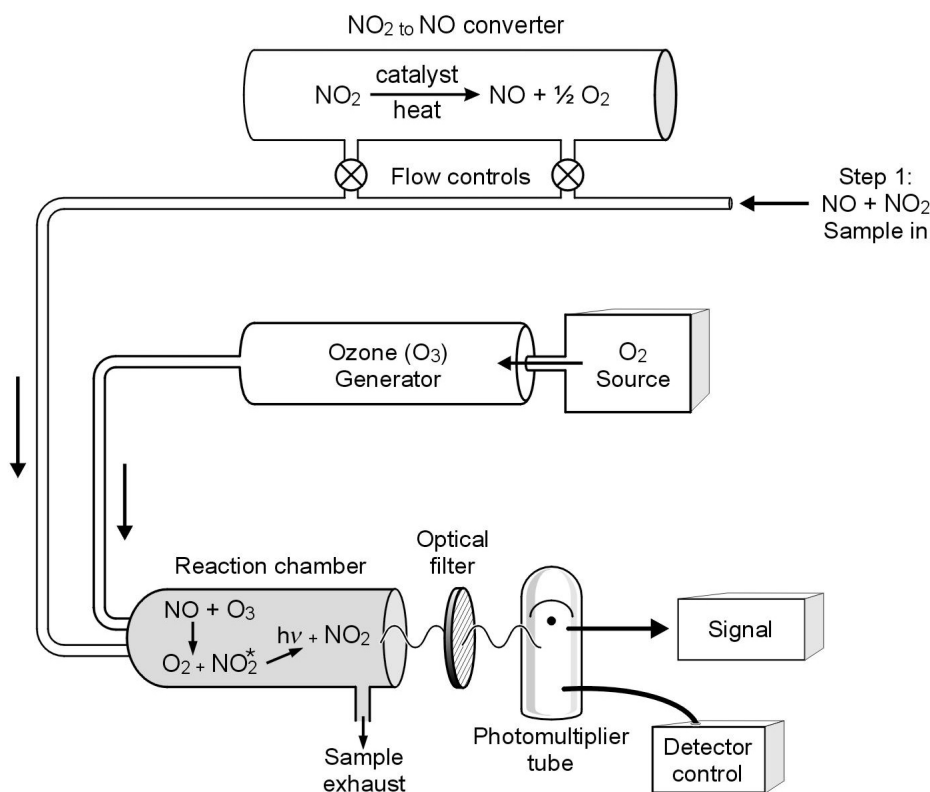 NO₂ to NO converter
NO₂ catalyst heat NO + ½ O₂
Flow controls
Step 1:
NO + NO₂
Sample in
Ozone (O₃)
Generator
O₂
Source
Reaction chamber
NO + O₃
O₂ + NO₂*
hν + NO₂
Optical
filter
Signal
Photomultiplier
tube
Detector
control
Sample
exhaust